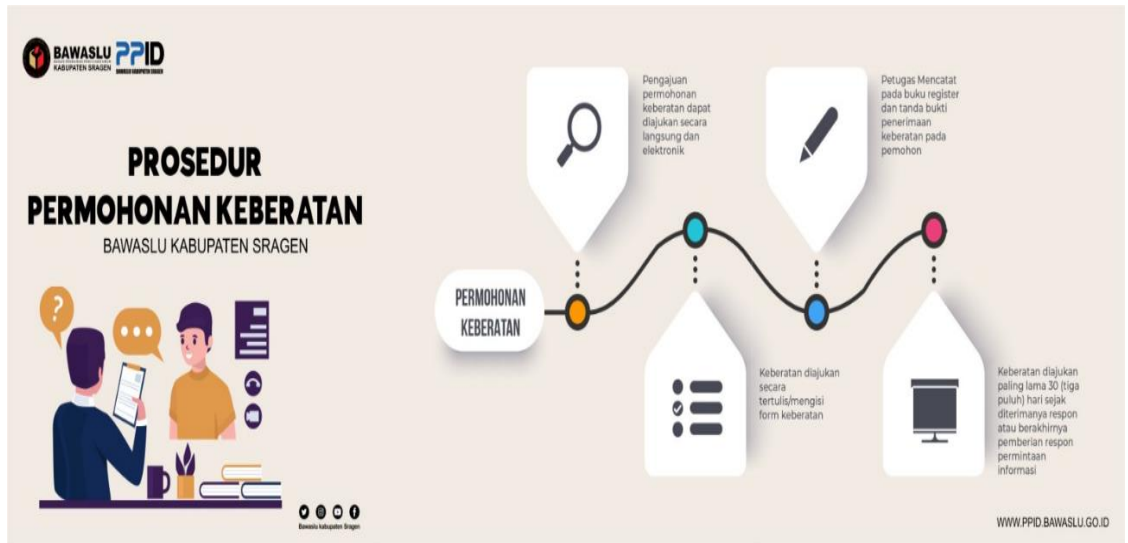 BAWASLU
KABUPATEN SRAGEN
PPID
BAWASLU KABUPATEN SRAGEN
PROSEDUR
PERMOHONAN KEBERATAN
BAWASLU KABUPATEN SRAGEN
?
Bawaslu kabupaten Sragen
PERMOHONAN
KEBERATAN
Pengajuan
permohonan
keberatan dapat
diajukan secara
langsung dan
elektronik
Keberatan diajukan
secara
tertulis/mengisi
form keberatan
Petugas Mencatat
pada buku register
dan tanda bukti
penerimaan
keberatan pada
pemohon
Keberatan diajukan
paling lama 30 (tiga
puluh) hari sejak
diterimanya respon
atau berakhirnya
pemberian respon
permintaan
informasi
WWW.PPID.BAWASLU.GO.ID